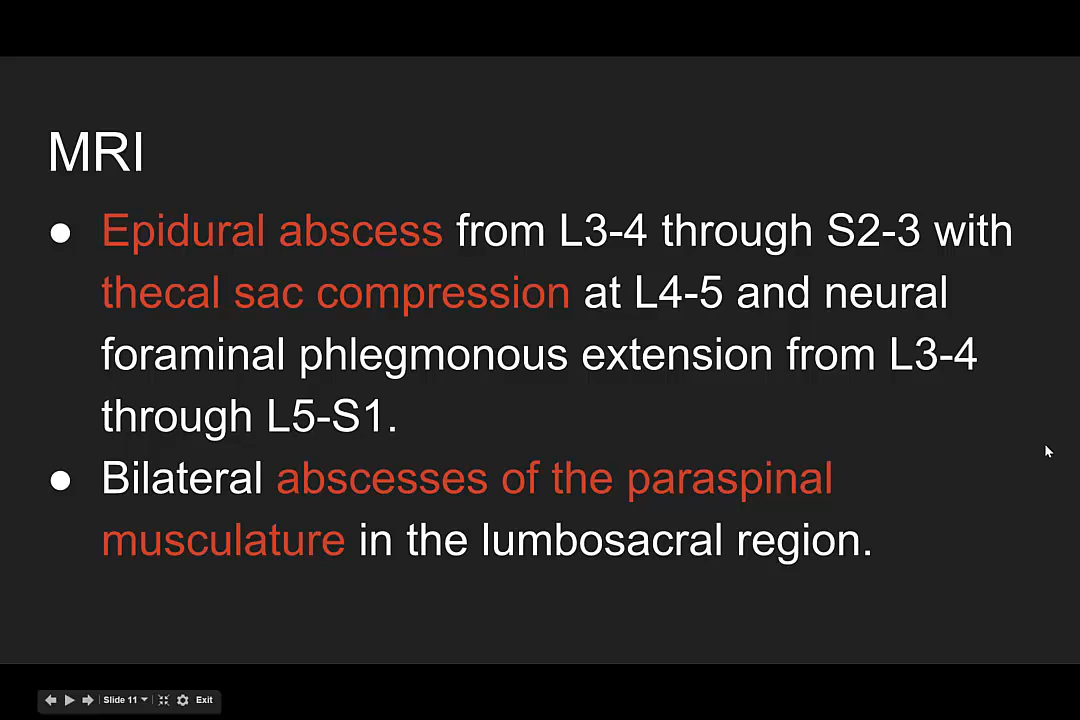 MRI
● Epidural abscess from L3-4 through S2-3 with
thecal sac compression at L4-5 and neural
foraminal phlegmonous extension from L3-4
through L5-S1.
● Bilateral abscesses of the paraspinal
musculature in the lumbosacral region.
Slide 11 Exit